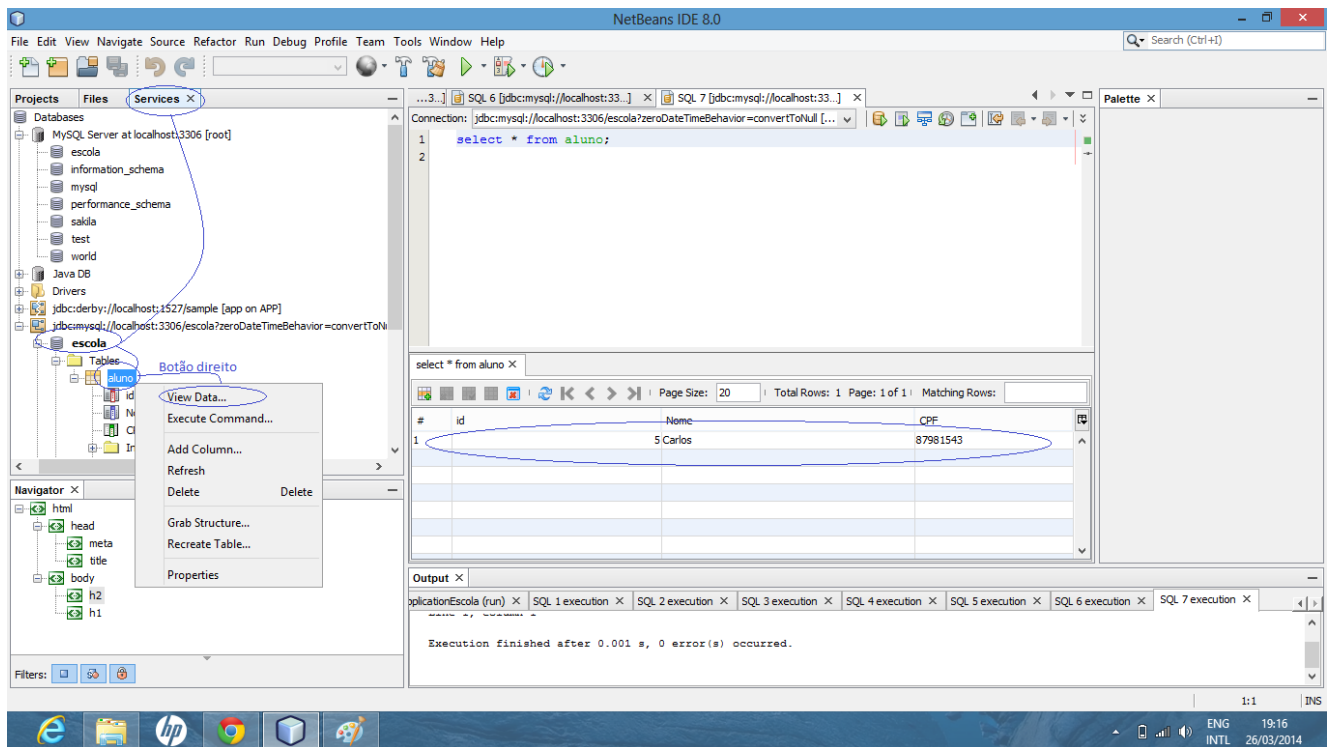 NetBeans IDE 8.0
File Edit View Navigate Source Refactor Run Debug Profile Team Tools Window Help
Search (Ctrl+I)
Projects Files Services
Databases
MySQL Server at localhost:3306 [root]
escola
information_schema
mysql
performance_schema
sakila
test
world
Java DB
Drivers
jdbc:derby://localhost:1527/sample [app on APP]
jdbc:mysql://localhost:3306/escola?zeroDateTimeBehavior=convertToN
escola
Tables
Botão direito
aluno
id
N
In
View Data...
Execute Command...
Add Column...
Refresh
Delete Delete
Grab Structure...
Recreate Table...
Properties
Navigator
html
head
meta
title
body
h2
h1
Filters:
...3...] SQL 6 [jdbc:mysql://localhost:33...] SQL 7 [jdbc:mysql://localhost:33...]
Connection: jdbc:mysql://localhost:3306/escola?zeroDateTimeBehavior=convertToNull [...
1 select * from aluno;
2
select * from aluno
Page Size: 20 Total Rows: 1 Page: 1 of 1 Matching Rows:
# id Nome CPF
1 5 Carlos 87981543
Output
pplicationEscola (run) SQL 1 execution SQL 2 execution SQL 3 execution SQL 4 execution SQL 5 execution SQL 6 execution SQL 7 execution
Execution finished after 0.001 s, 0 error(s) occurred.
Palette
1:1 INS
hp
ENG 19:16
INTL 26/03/2014